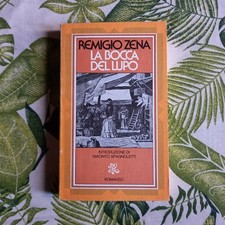 REMIGIO ZENA
LA BOCCA
DEL LUPO
INTRODUZIONE DI
GIACINTO SPAGNOLETTI
ROMANZO